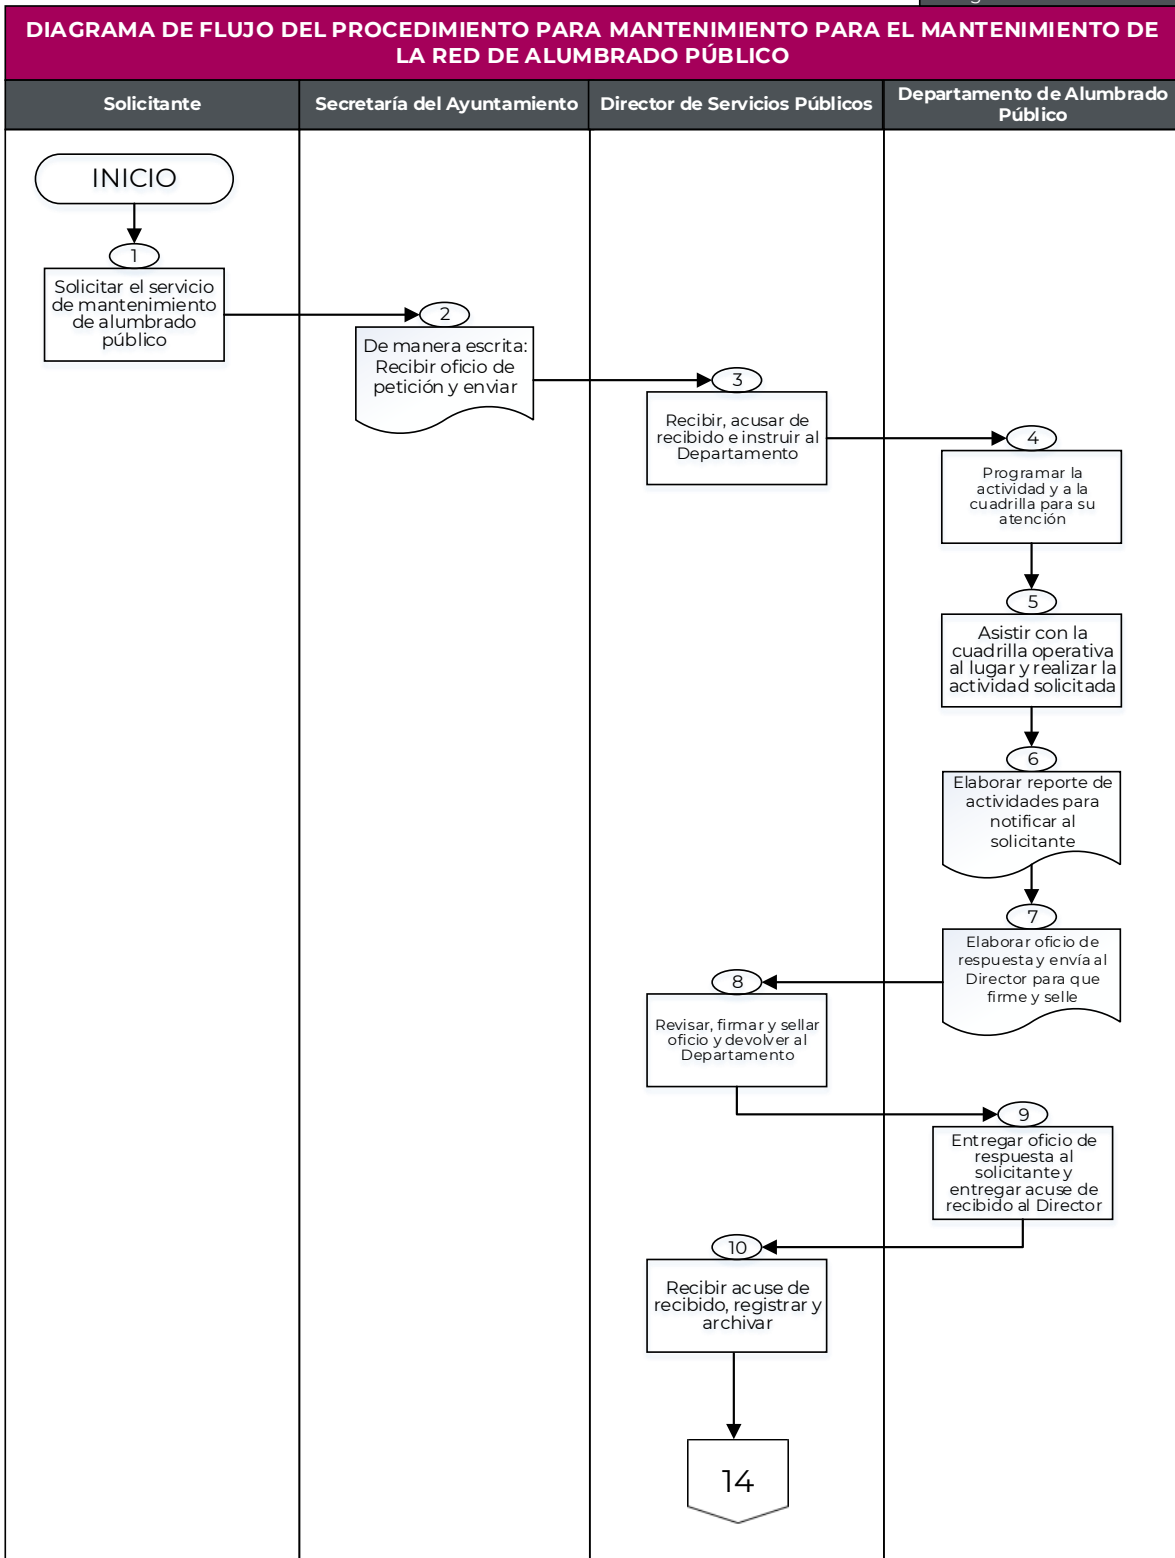 DIAGRAMA DE FLUJO DEL PROCEDIMIENTO PARA MANTENIMIENTO PARA EL MANTENIMIENTO DE
LA RED DE ALUMBRADO PÚBLICO
Solicitante
Secretaría del Ayuntamiento
Director de Servicios Públicos
Departamento de Alumbrado
Público
INICIO
1
Solicitar el servicio
de mantenimiento
de alumbrado
público
2
De manera escrita:
Recibir oficio de
petición y enviar
3
Recibir, acusar de
recibido e instruir al
Departamento
4
Programar la
actividad y a la
cuadrilla para su
atención
5
Asistir con la
cuadrilla operativa
al lugar y realizar la
actividad solicitada
6
Elaborar reporte de
actividades para
notificar al
solicitante
7
Elaborar oficio de
respuesta y envía al
Director para que
firme y selle
8
Revisar, firmar y sellar
oficio y devolver al
Departamento
9
Entregar oficio de
respuesta al
solicitante y
entregar acuse de
recibido al Director
10
Recibir acuse de
recibido, registrar y
archivar
14